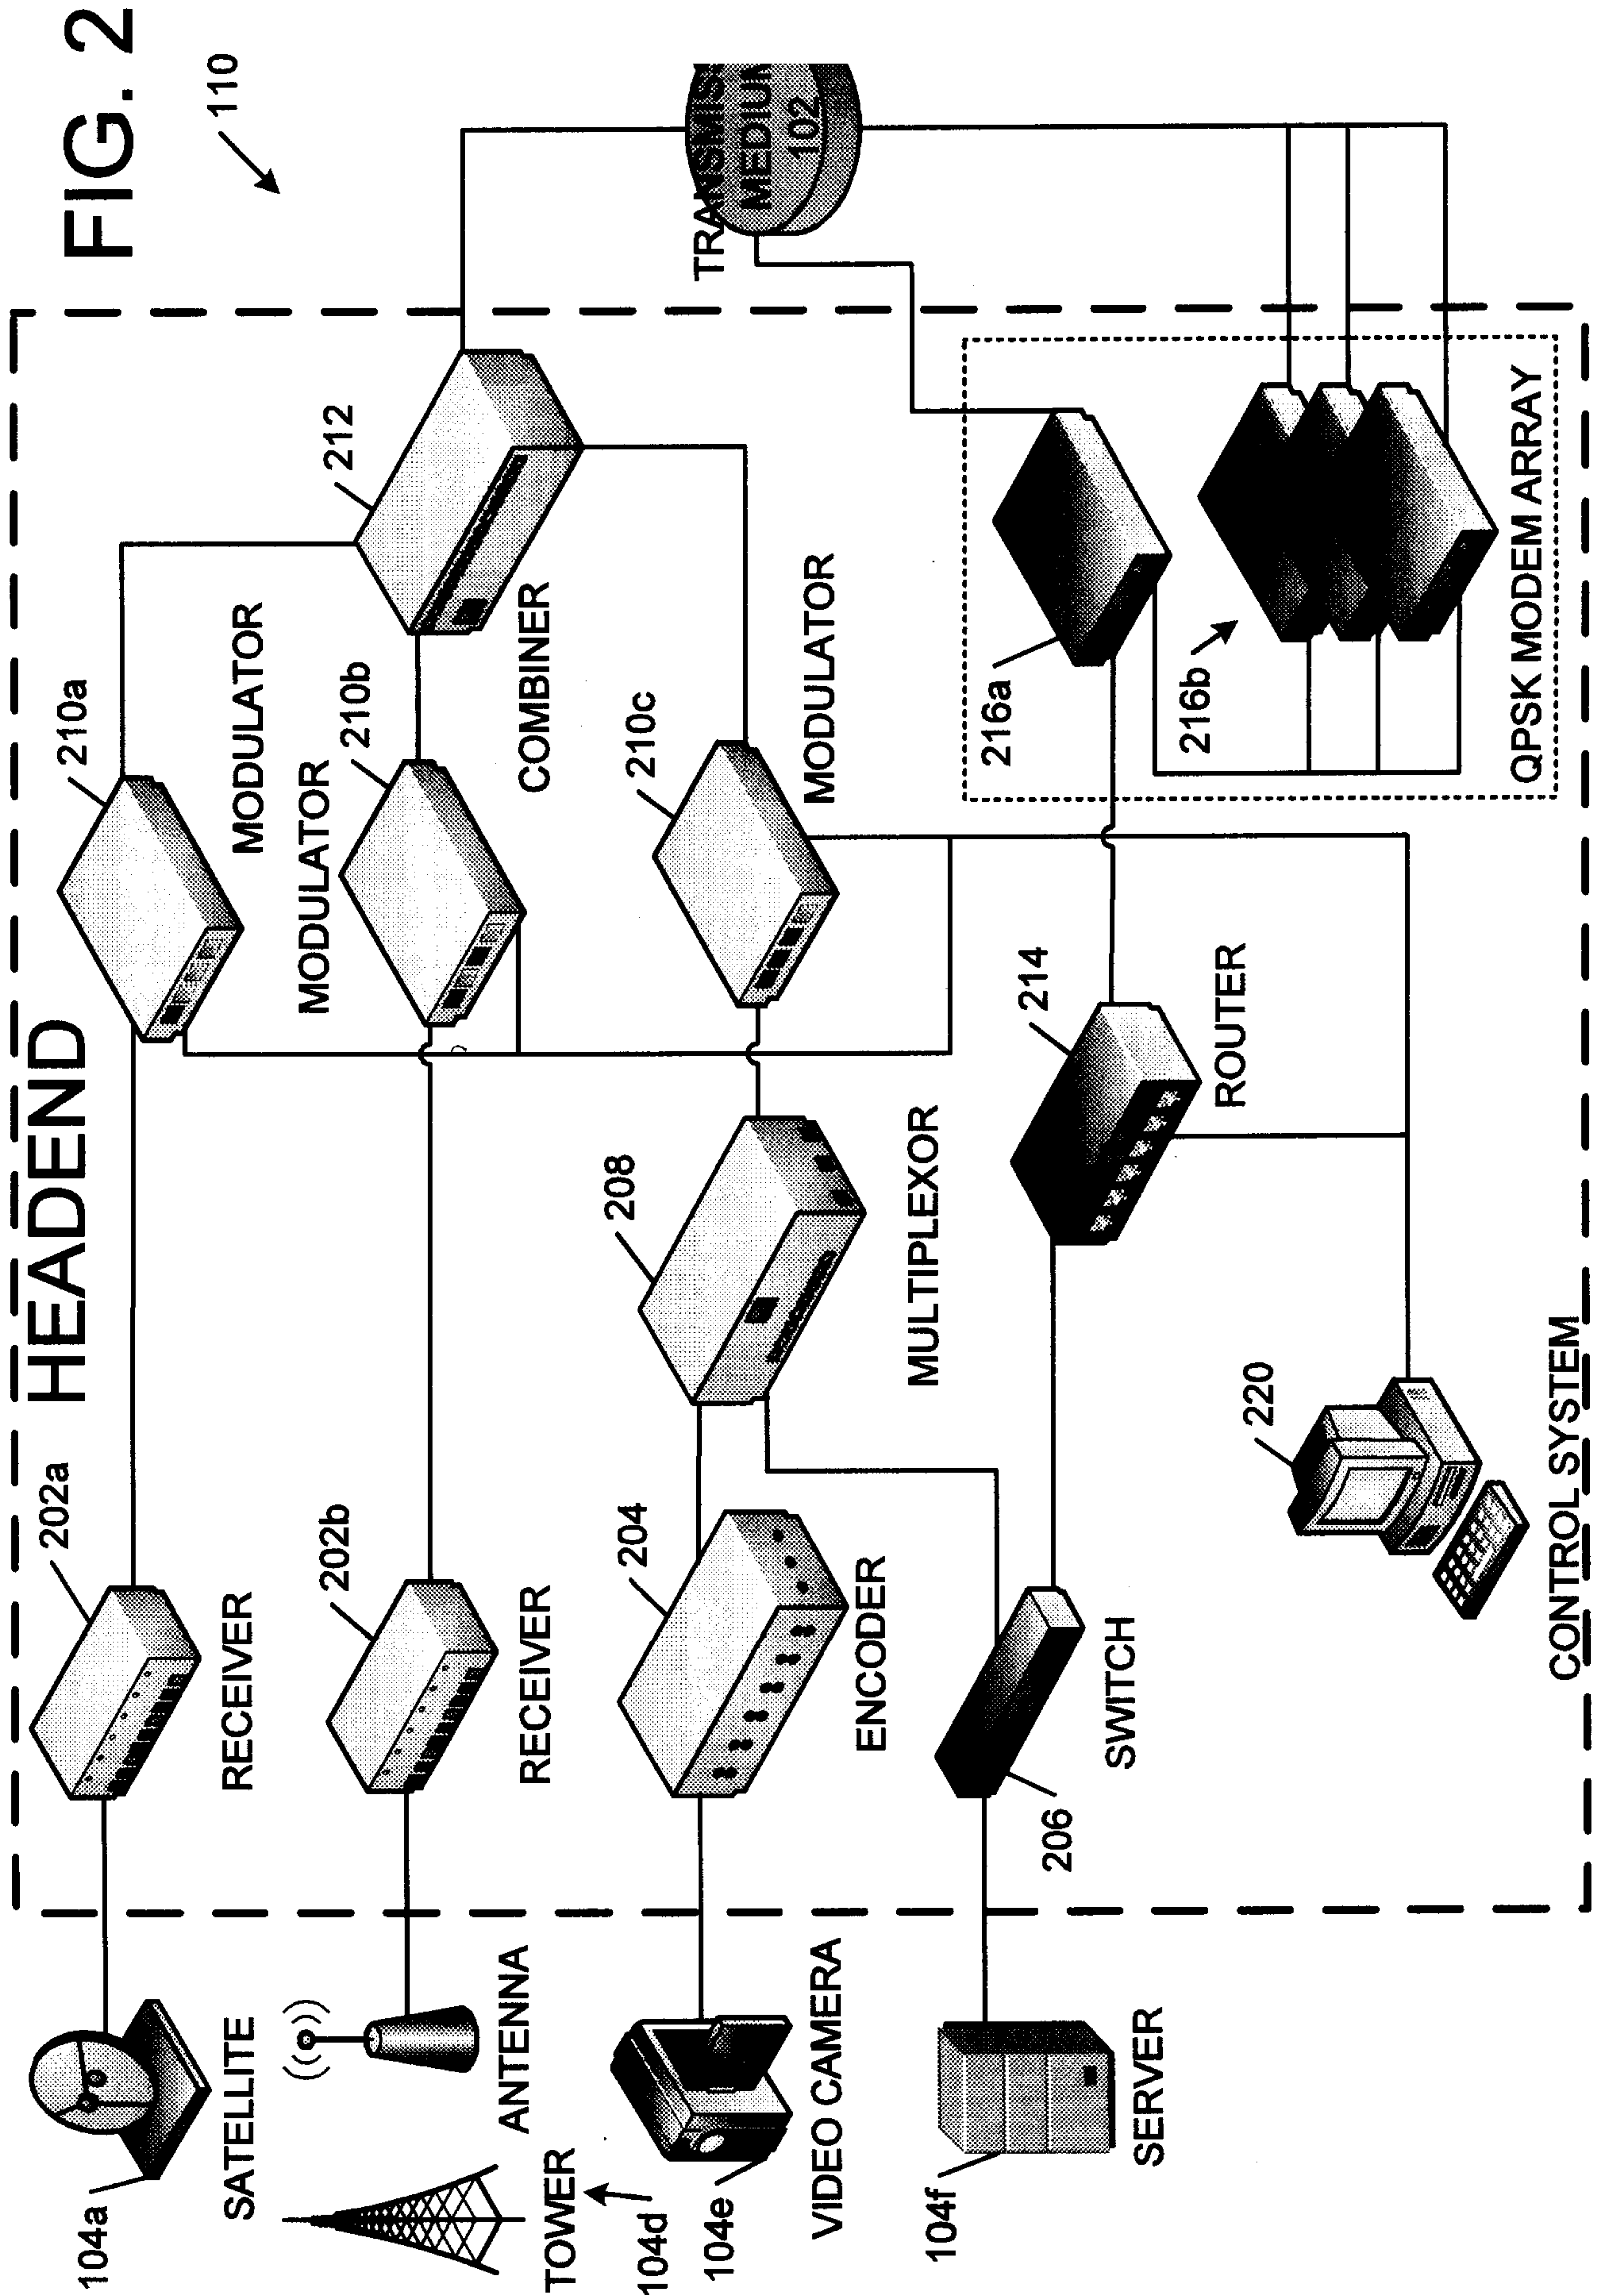 FIG. 2
110
HEADEND
104a
SATELLITE
202a
RECEIVER
210a
MODULATOR
212
COMBINER
TOWER
104d
ANTENNA
202b
RECEIVER
MODULATOR
210b
104e
VIDEO CAMERA
204
ENCODER
208
MULTIPLEXOR
210c
MODULATOR
TRANSMIS
MEDIUM
102
104f
SERVER
206
SWITCH
214
ROUTER
216a
216b
QPSK MODEM ARRAY
220
CONTROL SYSTEM